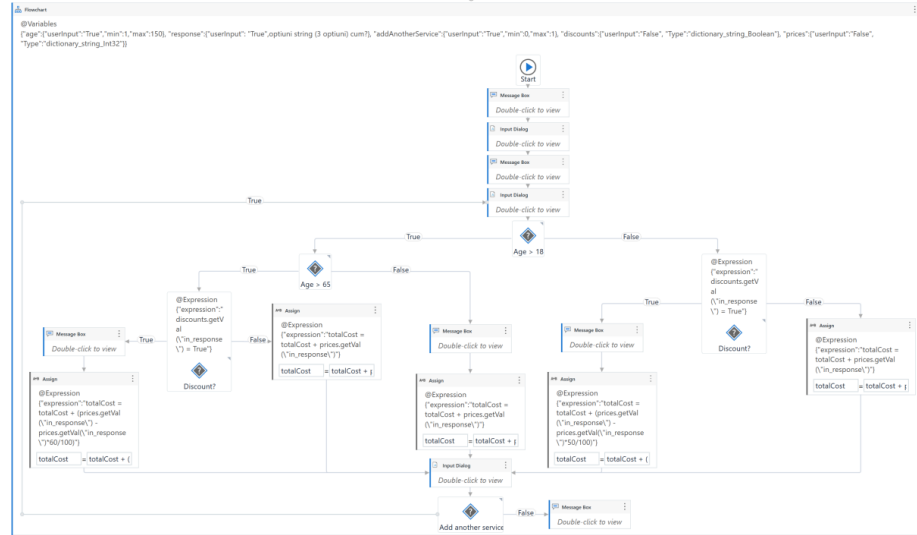 Flowchart
@Variables
{"age":{"userInput":"True","min":1,"max":150}, "response":{"userInput": "True",optiuni string (3 optiuni) cum?}, "addAnotherService":{"userInput":"True","min":0,"max":1}, "discounts":{"userInput":"False", "Type":"dictionary_string_Boolean"}, "prices":{"userInput":"False",
"Type":"dictionary_string_Int32"}}
Start
Message Box
Double-click to view
Input Dialog
Double-click to view
Message Box
Double-click to view
Input Dialog
Double-click to view
True
True
Age > 18
False
True
Age > 65
False
@Expression
{"expression":"
discounts.getV
al
(\"in_response
\") = True"}
Discount?
True
False
Message Box
Double-click to view
Assign
@Expression
{"expression":"totalCost =
totalCost + (prices.getVal
(\"in_response\") -
prices.getVal(\"in_response
\")*60/100)"}
totalCost = totalCost + (
Assign
@Expression
{"expression":"totalCost =
totalCost + prices.getVal
(\"in_response\")"}
totalCost = totalCost + p
Message Box
Double-click to view
Assign
@Expression
{"expression":"totalCost =
totalCost + prices.getVal
(\"in_response\")"}
totalCost = totalCost + p
@Expression
{"expression":"
discounts.getV
al
(\"in_response
\") = True"}
Discount?
True
False
Message Box
Double-click to view
Assign
@Expression
{"expression":"totalCost =
totalCost + (prices.getVal
(\"in_response\") -
prices.getVal(\"in_response
\")*50/100)"}
totalCost = totalCost + (
Assign
@Expression
{"expression":"totalCost =
totalCost + prices.getVal
(\"in_response\")"}
totalCost = totalCost + p
Input Dialog
Double-click to view
Add another service
False
Message Box
Double-click to view